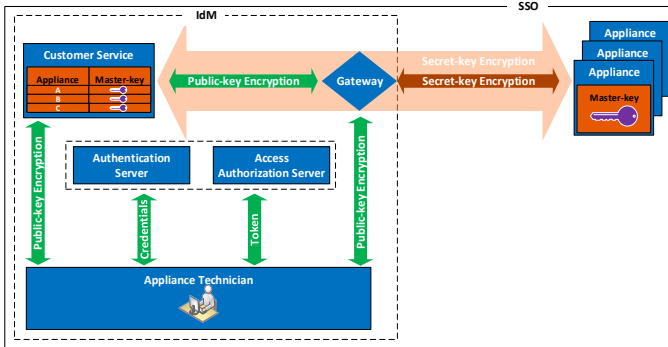 IdM
SSO
Customer Service
Appliance Master-key
A
B
C
Public-key Encryption
Gateway
Secret-key Encryption
Secret-key Encryption
Appliance
Appliance
Appliance
Master-key
Public-key Encryption
Authentication
Server
Access
Authorization Server
Credentials
Token
Public-key Encryption
Appliance Technician